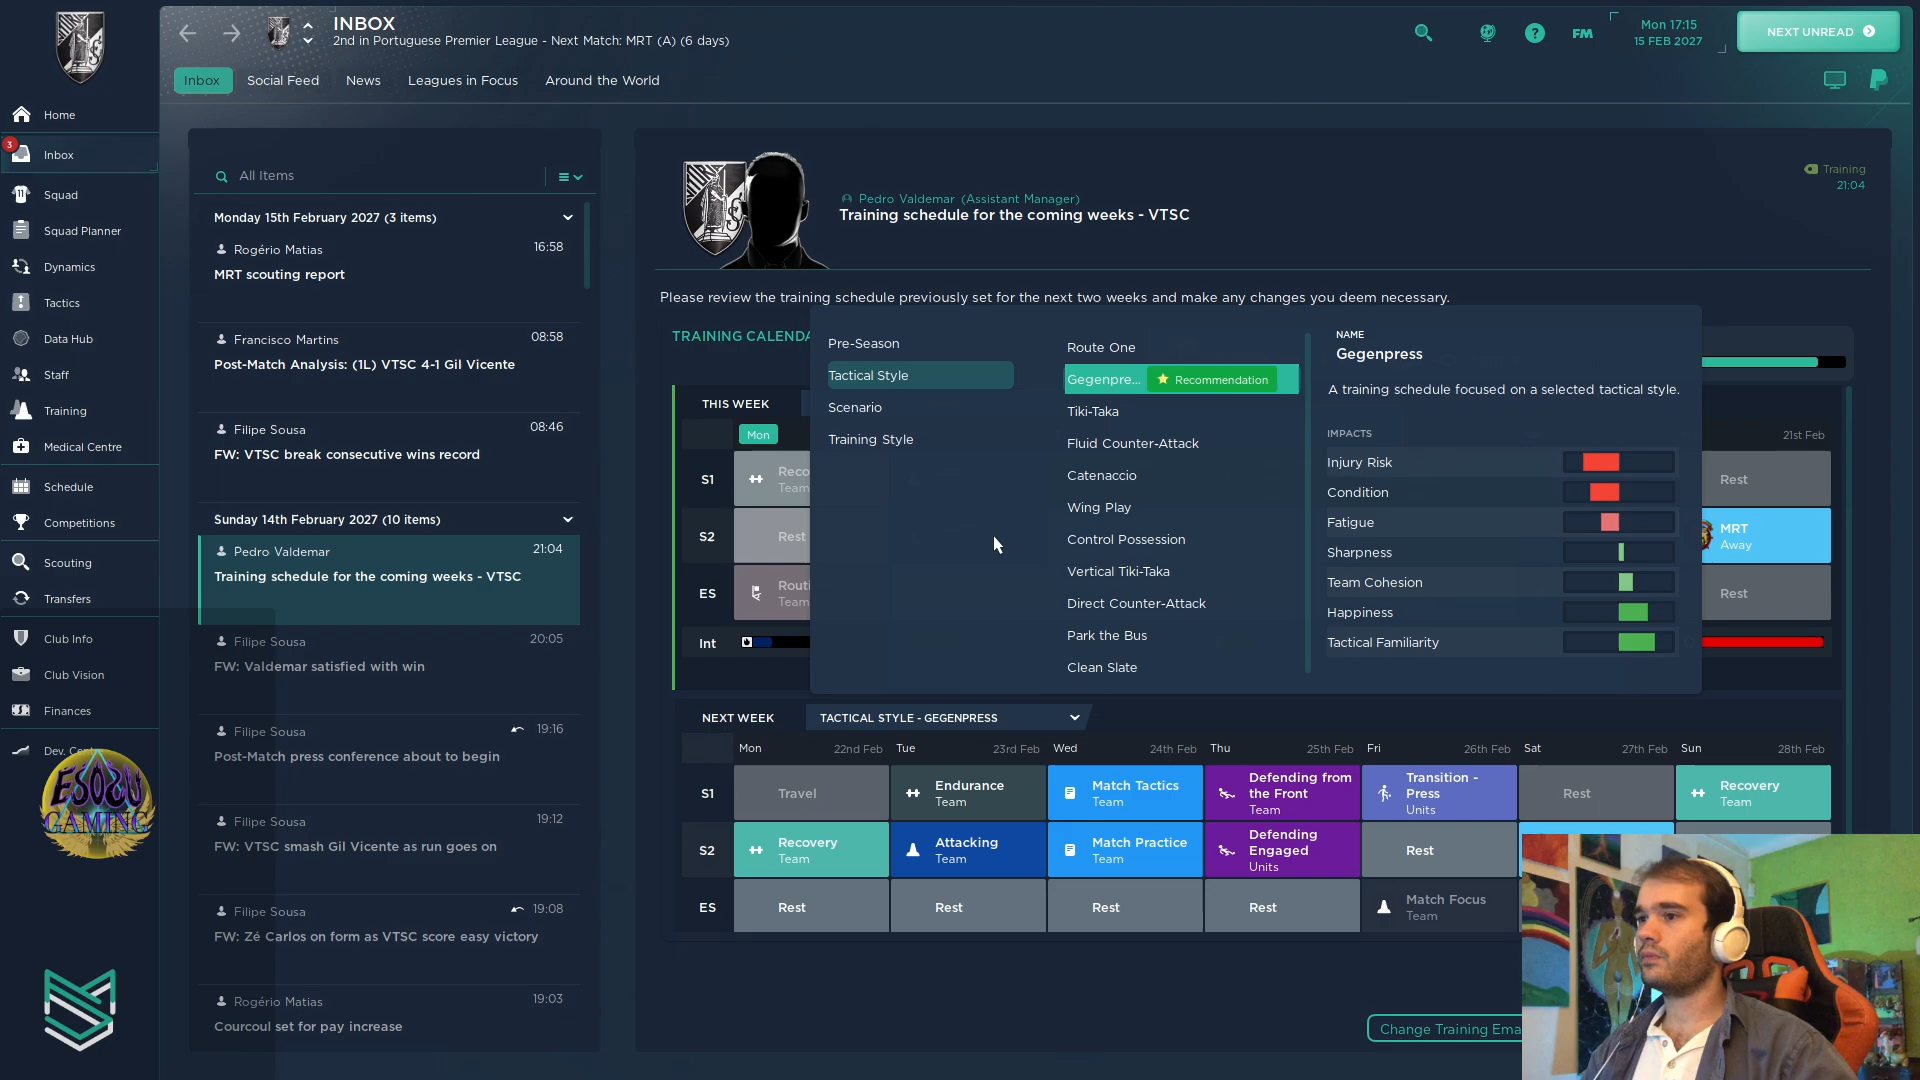 INBOX
2nd in Portuguese Premier League - Next Match: MRT (A) (6 days)
FM
Mon 17:15
15 FEB 2027
NEXT UNREAD
Inbox
Social Feed
News
Leagues in Focus
Around the World
Home
3
Inbox
Squad
Squad Planner
Dynamics
Tactics
Data Hub
Staff
Training
Medical Centre
Schedule
Competitions
Scouting
Transfers
Club Info
Club Vision
Finances
ESOZU
GAMING
All Items
Monday 15th February 2027 (3 items)
Rogério Matias
16:58
MRT scouting report
Francisco Martins
08:58
Post-Match Analysis: (1L) VTSC 4-1 Gil Vicente
Filipe Sousa
08:46
FW: VTSC break consecutive wins record
Sunday 14th February 2027 (10 items)
Pedro Valdemar
21:04
Training schedule for the coming weeks - VTSC
Filipe Sousa
20:05
FW: Valdemar satisfied with win
Filipe Sousa
19:16
Post-Match press conference about to begin
Filipe Sousa
19:12
FW: VTSC smash Gil Vicente as run goes on
Filipe Sousa
19:08
FW: Zé Carlos on form as VTSC score easy victory
Rogério Matias
19:03
Courcoul set for pay increase
Pedro Valdemar (Assistant Manager)
Training schedule for the coming weeks - VTSC
Training
21:04
Please review the training schedule previously set for the next two weeks and make any changes you deem necessary.
TRAINING CALENDA
THIS WEEK
Mon
21st Feb
S1
Reco
Team
Rest
S2
Rest
MRT
Away
ES
Routi
Team
Rest
Int
Pre-Season
Tactical Style
Scenario
Training Style
Route One
Gegenpre...
Recommendation
Tiki-Taka
Fluid Counter-Attack
Catenaccio
Wing Play
Control Possession
Vertical Tiki-Taka
Direct Counter-Attack
Park the Bus
Clean Slate
NAME
Gegenpress
A training schedule focused on a selected tactical style.
IMPACTS
Injury Risk
Condition
Fatigue
Sharpness
Team Cohesion
Happiness
Tactical Familiarity
NEXT WEEK
TACTICAL STYLE - GEGENPRESS
Mon 22nd Feb Tue 23rd Feb Wed 24th Feb Thu 25th Feb Fri 26th Feb Sat 27th Feb Sun 28th Feb
S1
Travel
Endurance
Team
Match Tactics
Team
Defending from
the Front
Team
Transition -
Press
Units
Rest
Recovery
Team
S2
Recovery
Team
Attacking
Team
Match Practice
Team
Defending
Engaged
Units
Rest
ES
Rest
Rest
Rest
Rest
Match Focus
Team
Change Training Ema